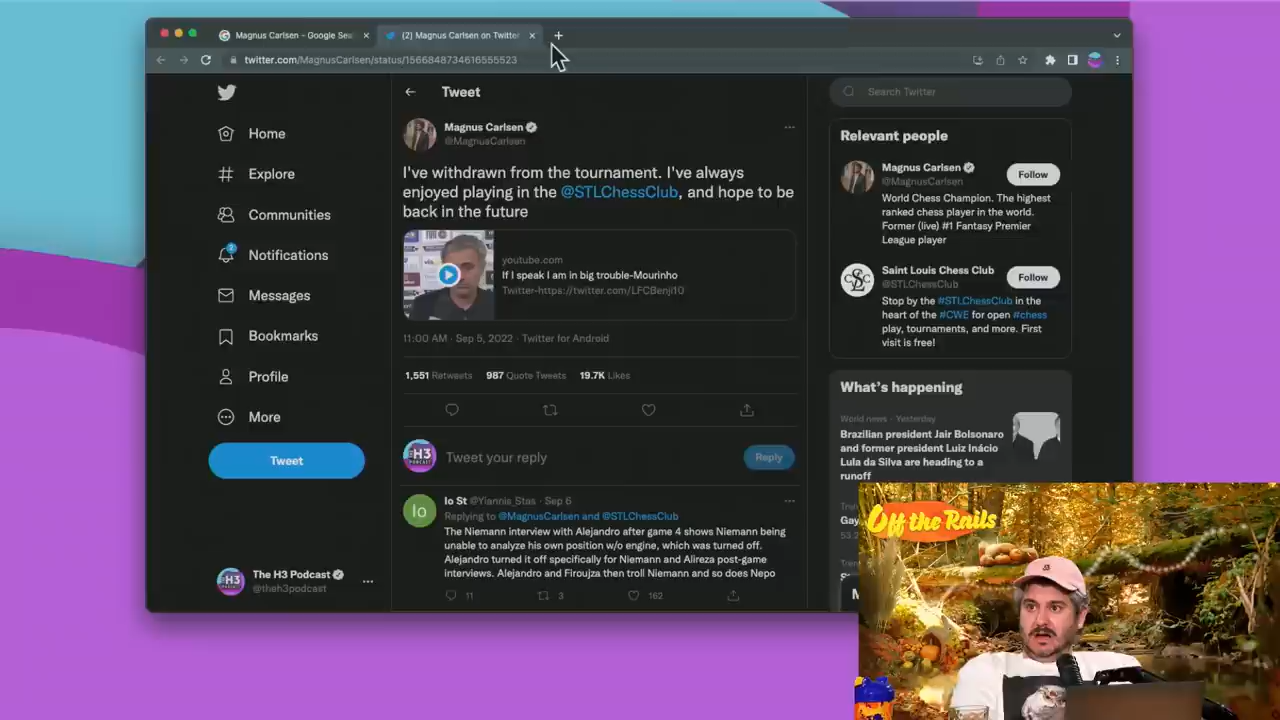 Magnus Carlsen - Google Sea
(2) Magnus Carlsen on Twitter
twitter.com/MagnusCarlsen/status/1566848734616555523
Home
Explore
Communities
2
Notifications
Messages
Bookmarks
Profile
More
Tweet
The H3 Podcast
@theh3podcast
Tweet
Magnus Carlsen
@MagnusCarlsen
I've withdrawn from the tournament. I've always
enjoyed playing in the @STLChessClub, and hope to be
back in the future
youtube.com
If I speak I am in big trouble-Mourinho
Twitter-https://twitter.com/LFCBenji10
11:00 AM · Sep 5, 2022 · Twitter for Android
1,551 Retweets 987 Quote Tweets 19.7K Likes
H3
PODCAST
Tweet your reply
Reply
Io
Io St @Yiannis_Stas · Sep 6
Replying to @MagnusCarlsen and @STLChessClub
The Niemann interview with Alejandro after game 4 shows Niemann being
unable to analyze his own position w/o engine, which was turned off.
Alejandro turned it off specifically for Niemann and Alireza post-game
interviews. Alejandro and Firoujza then troll Niemann and so does Nepo
11 3 162
Search Twitter
Relevant people
Magnus Carlsen
@MagnusCarlsen
Follow
World Chess Champion. The highest
ranked chess player in the world.
Former (live) #1 Fantasy Premier
League player
Saint Louis Chess Club
@STLChessClub
Follow
Stop by the #STLChessClub in the
heart of the #CWE for open #chess
play, tournaments, and more. First
visit is free!
What's happening
World news · Yesterday
Brazilian president Jair Bolsonaro
and former president Luiz Inácio
Lula da Silva are heading to a
runoff
Off the Rails